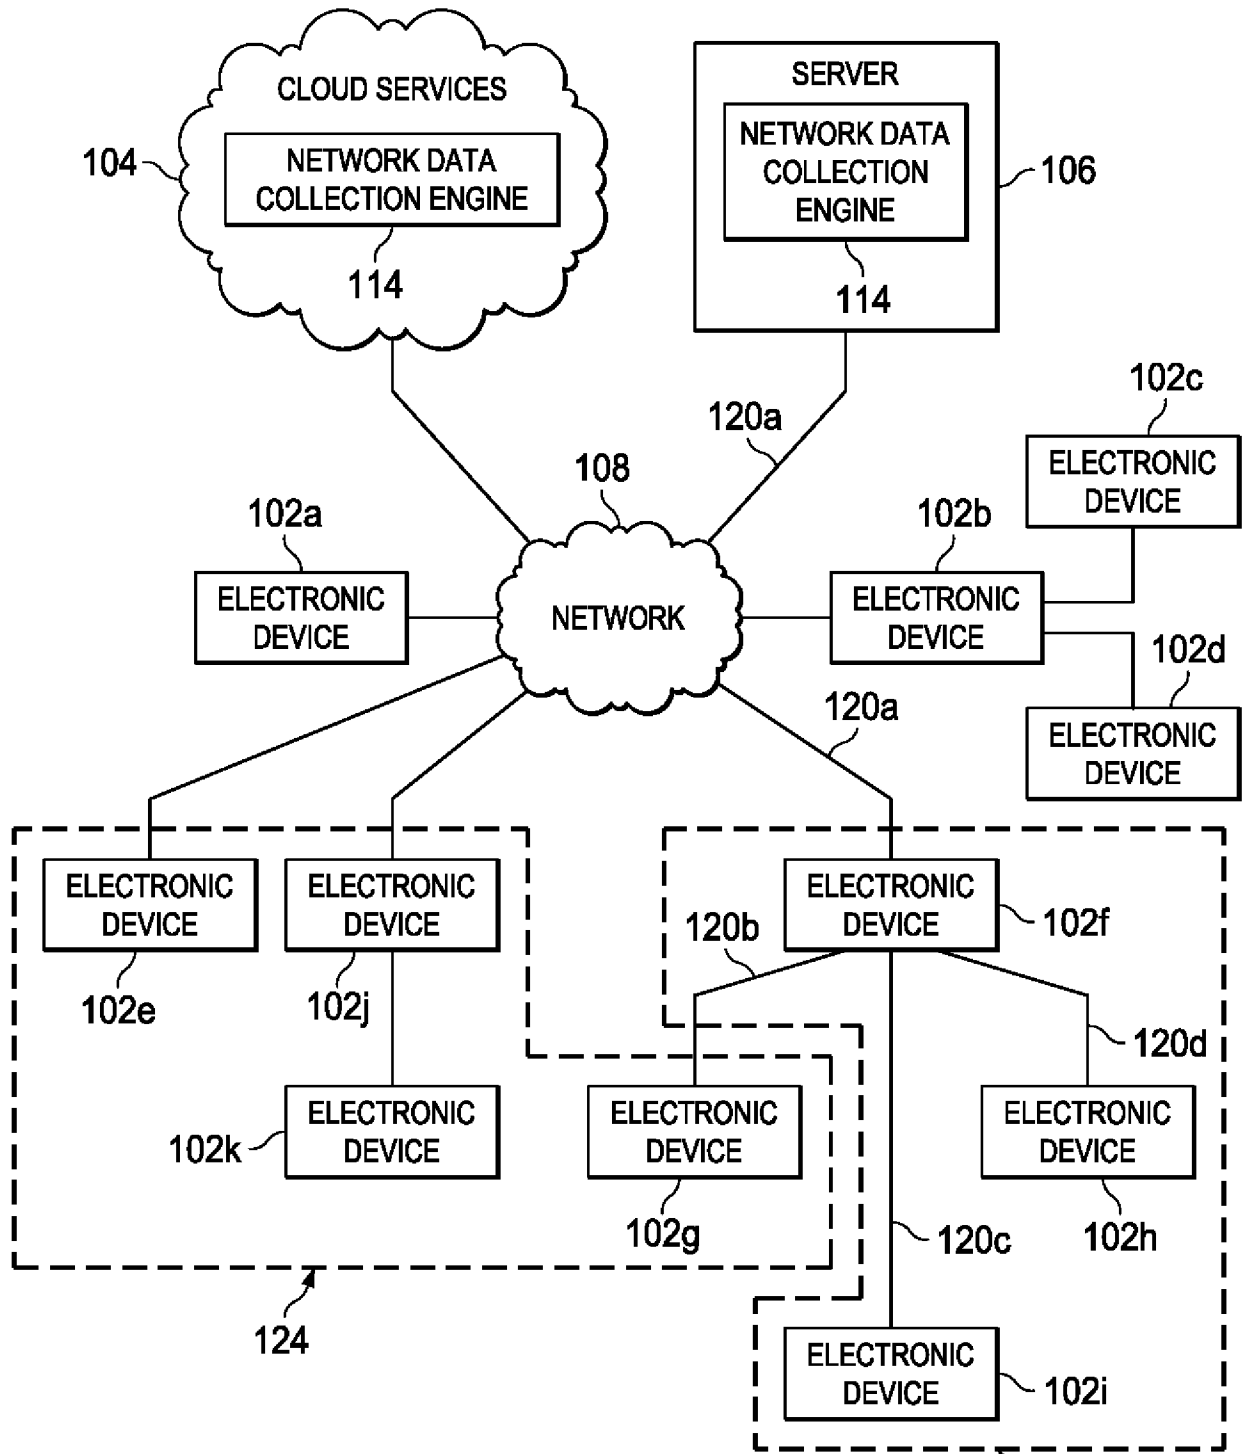 CLOUD SERVICES
NETWORK DATA
COLLECTION ENGINE
104
114
SERVER
NETWORK DATA
COLLECTION
ENGINE
106
114
102c
ELECTRONIC
DEVICE
120a
108
102a
ELECTRONIC
DEVICE
NETWORK
102b
ELECTRONIC
DEVICE
102d
ELECTRONIC
DEVICE
120a
ELECTRONIC
DEVICE
102e
ELECTRONIC
DEVICE
102j
ELECTRONIC
DEVICE
102f
120b
120d
ELECTRONIC
DEVICE
102k
ELECTRONIC
DEVICE
102g
ELECTRONIC
DEVICE
102h
120c
124
ELECTRONIC
DEVICE
102i